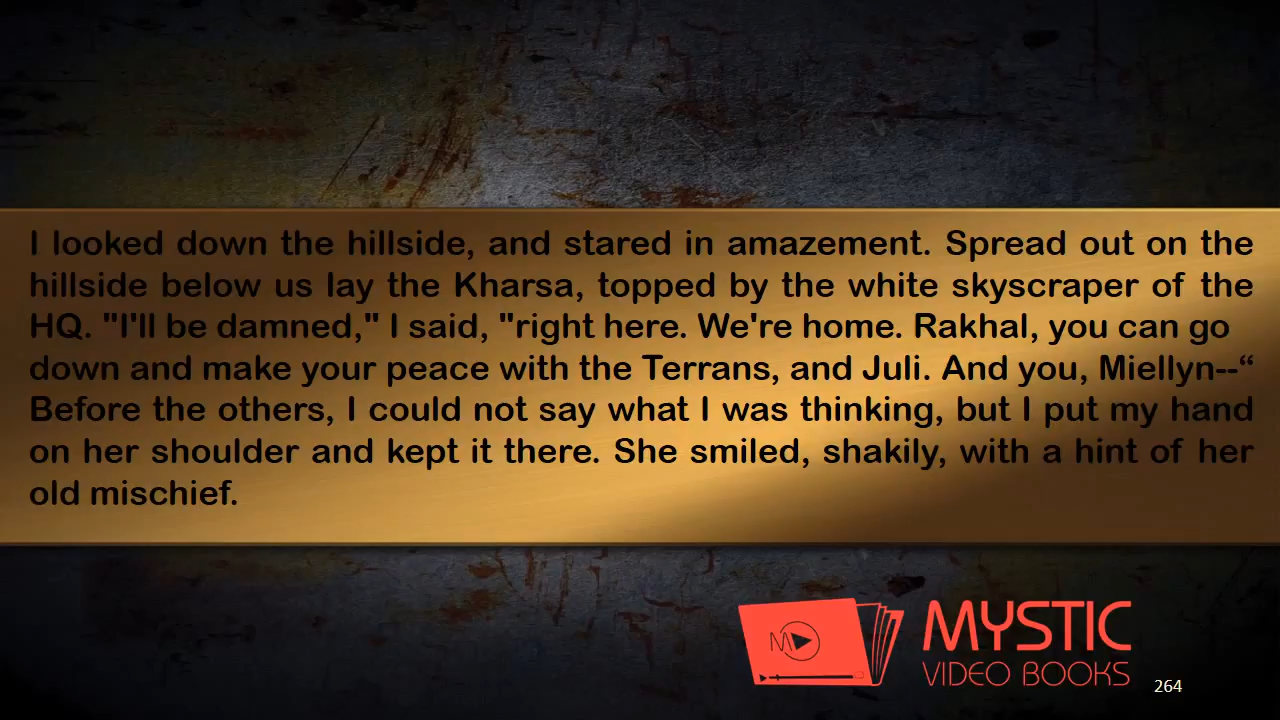 I looked down the hillside, and stared in amazement. Spread out on the
hillside below us lay the Kharsa, topped by the white skyscraper of the
HQ. "I'll be damned," I said, "right here. We're home. Rakhal, you can go
down and make your peace with the Terrans, and Juli. And you, Miellyn--“
Before the others, I could not say what I was thinking, but I put my hand
on her shoulder and kept it there. She smiled, shakily, with a hint of her
old mischief.
M
MYSTIC
VIDEO BOOKS
264